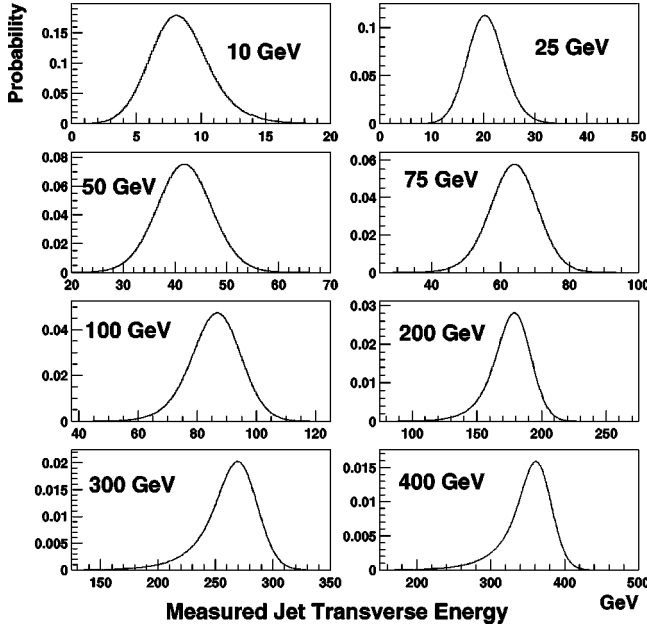 Probability
0.15
0.1
0.05
0
10 GeV
0 5 10 15 20
0.1
0.05
0
25 GeV
0 10 20 30 40 50
0.08
0.06
0.04
0.02
0
50 GeV
20 30 40 50 60 70
0.06
0.04
0.02
0
75 GeV
40 60 80 100
0.04
0.02
0
100 GeV
40 60 80 100 120
0.03
0.02
0.01
0
200 GeV
100 150 200 250
0.02
0.015
0.01
0.005
0
300 GeV
150 200 250 300 350
0.015
0.01
0.005
0
400 GeV
200 300 400 500
Measured Jet Transverse Energy
GeV